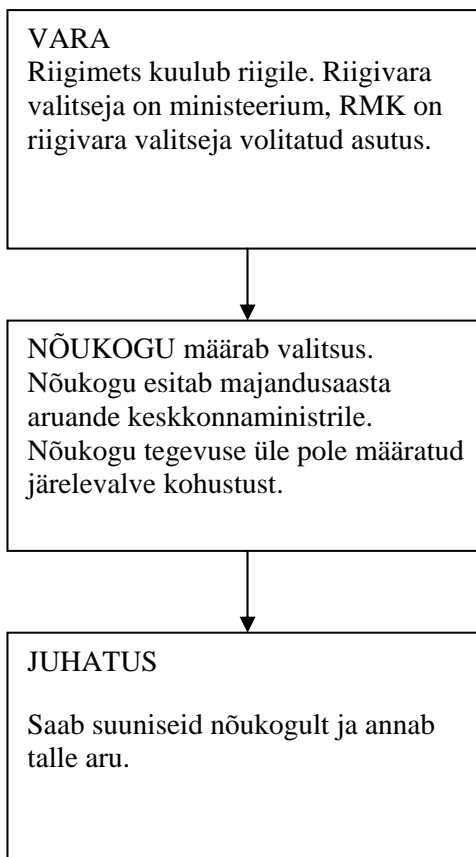 VARA
Riigimets kuulub riigile. Riigivara
valitseja on ministeerium, RMK on
riigivara valitseja volitatud asutus.
NÕUKOGU määrab valitsus.
Nõukogu esitab majandusaasta
aruande keskkonnaministrile.
Nõukogu tegevuse üle pole määratud
järelevalve kohustust.
JUHATUS
Saab suuniseid nõukogult ja annab
talle aru.